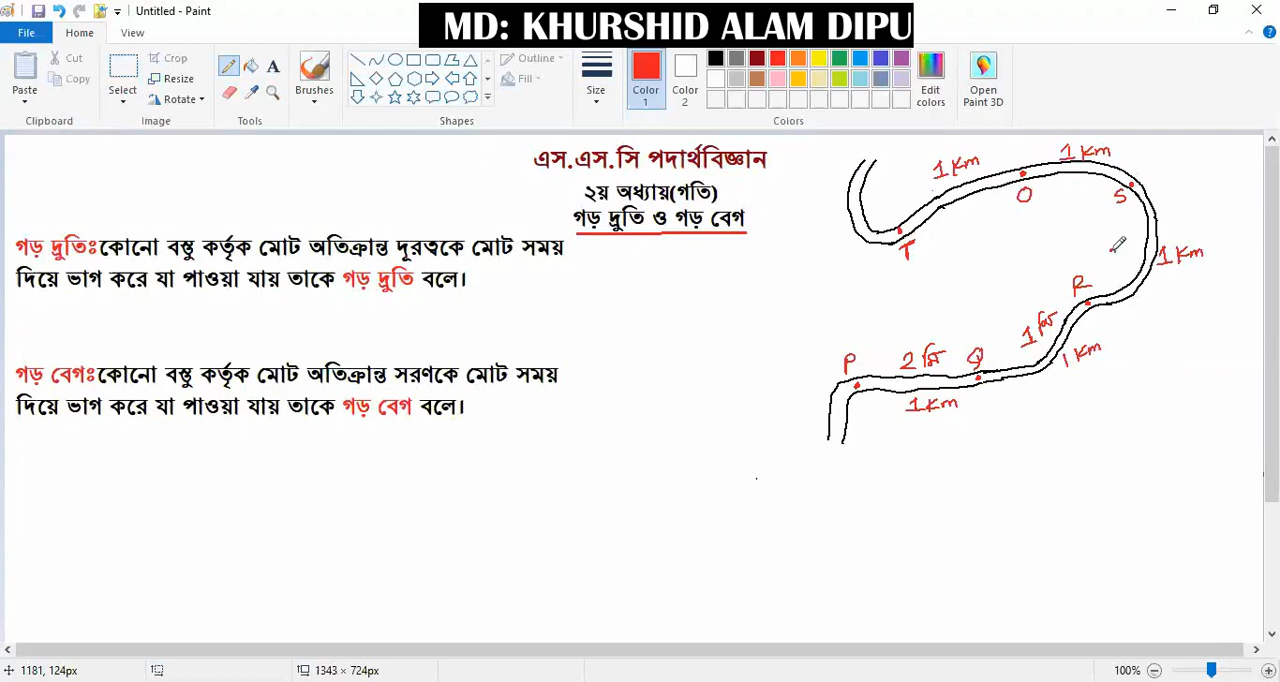 Untitled - Paint
MD: KHURSHID ALAM DIPU
File
Home
View
Paste
Cut
Copy
Clipboard
Select
Crop
Resize
Rotate
Image
A
Tools
Brushes
Shapes
Outline
Fill
Size
Color 1
Color 2
Colors
Edit colors
Open Paint 3D
এস.এস.সি পদার্থবিজ্ঞান
২য় অধ্যায়(গতি)
গড় দ্রুতি ও গড় বেগ
গড় দ্রুতিঃকোনো বস্তু কর্তৃক মোট অতিক্রান্ত দূরত্বকে মোট সময়
দিয়ে ভাগ করে যা পাওয়া যায় তাকে গড় দ্রুতি বলে।
গড় বেগঃকোনো বস্তু কর্তৃক মোট অতিক্রান্ত সরণকে মোট সময়
দিয়ে ভাগ করে যা পাওয়া যায় তাকে গড় বেগ বলে।
1 Km
1 Km
O
S
T
1 Km
R
1 মি
1 Km
P
2 মি
Q
1 Km
1181, 124px
1343 × 724px
100%